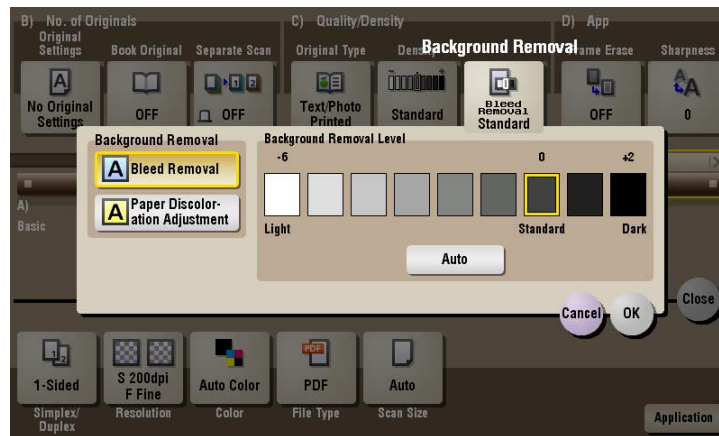 B) No. of Originals
C) Quality/Density
D) App
Original
Settings
Book Original
Separate Scan
Original Type
Background Removal
Sharpness
No Original
Settings
OFF
OFF
Text/Photo
Printed
Standard
Bleed
Removal
Standard
OFF
0
Background Removal
A Bleed Removal
A Paper Discolor-
ation Adjustment
Background Removal Level
-6
0
+2
Light
Standard
Dark
Auto
A)
Basic
Cancel
OK
Close
1-Sided
S 200dpi
F Fine
Auto Color
PDF
Auto
Simplex/
Duplex
Resolution
Color
File Type
Scan Size
Application